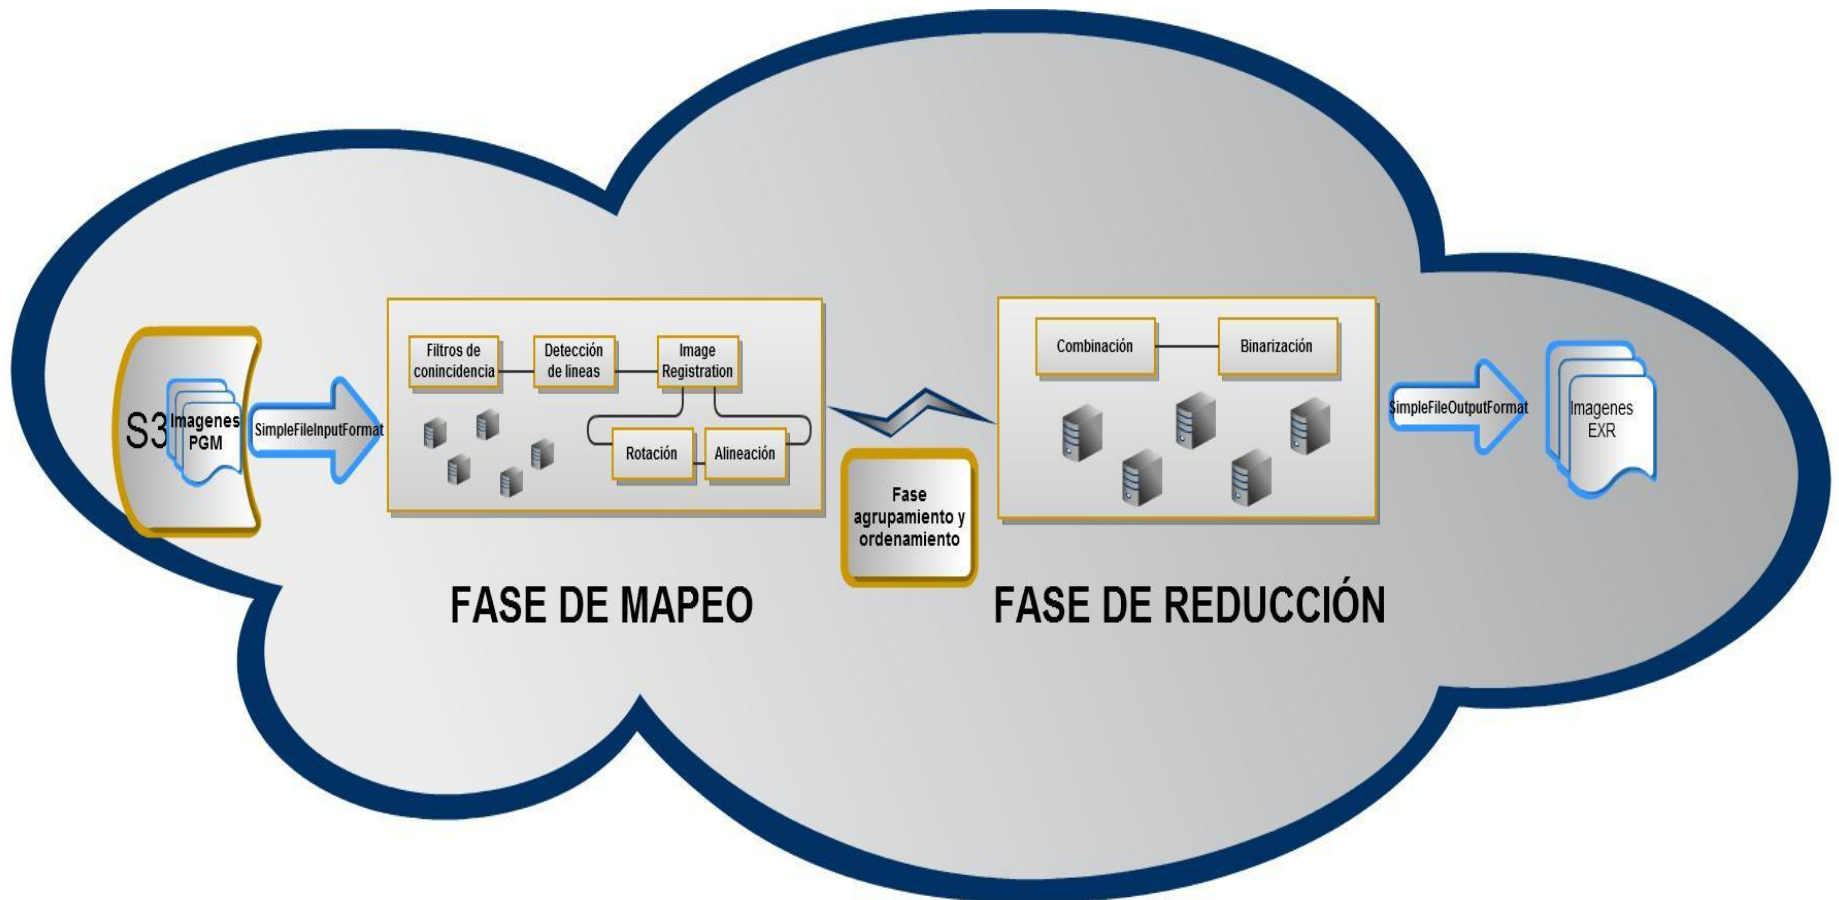 S3
Imagenes
PGM
SimpleFileInputFormat
Filtros de
conincidencia
Detección
de lineas
Image
Registration
Rotación
Alineación
FASE DE MAPEO
Fase
agrupamiento y
ordenamiento
Combinación
Binarización
FASE DE REDUCCIÓN
SimpleFileOutputFormat
Imagenes
EXR